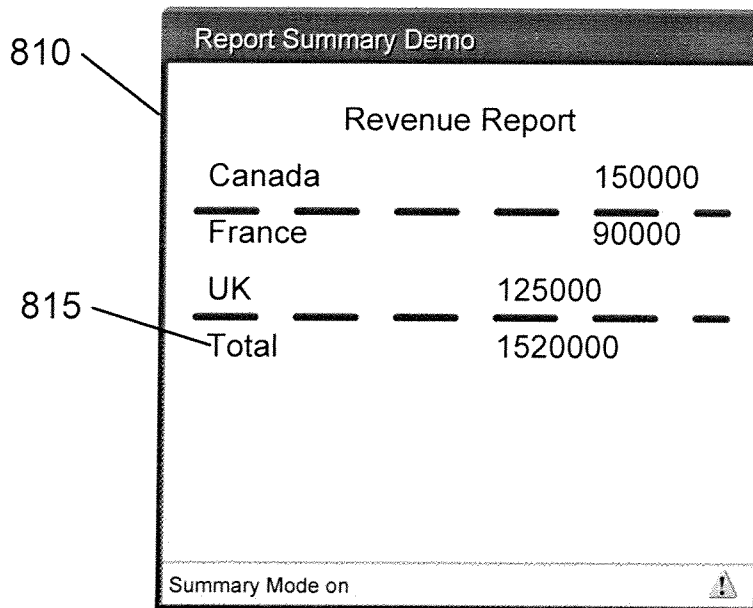 810
Report Summary Demo
Revenue Report
Canada 150000
France 90000
UK 125000
815
Total 1520000
Summary Mode on